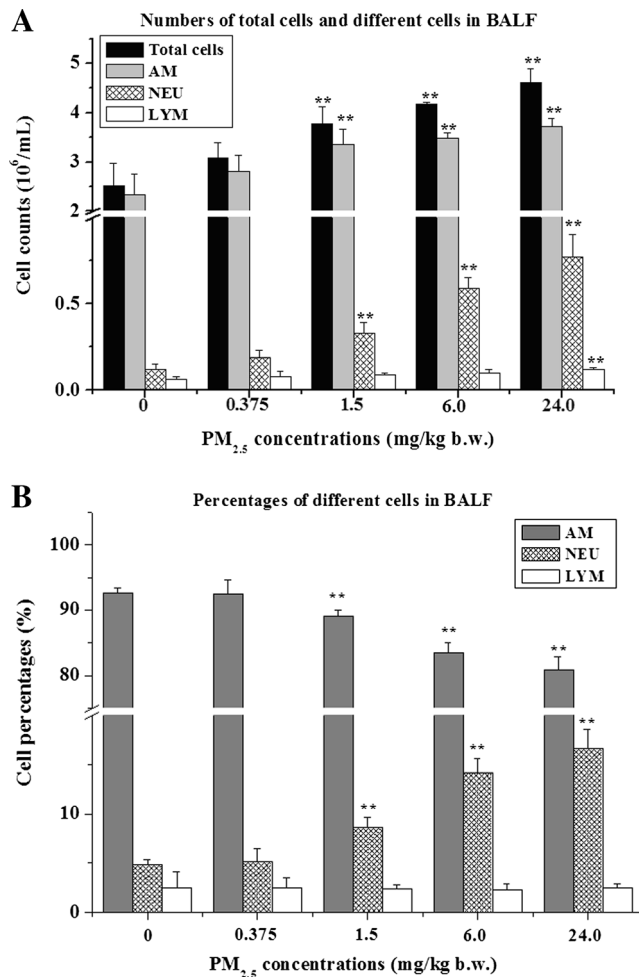 A
Numbers of total cells and different cells in BALF
Total cells
AM
NEU
LYM
Cell counts (10^6/mL)
5
4
3
2
0.5
0.0
** **
** **
** **
**
**
**
**
0 0.375 1.5 6.0 24.0
PM2.5 concentrations (mg/kg b.w.)
B
Percentages of different cells in BALF
AM
NEU
LYM
Cell percentages (%)
100
90
80
10
0
**
**
**
**
**
**
0 0.375 1.5 6.0 24.0
PM2.5 concentrations (mg/kg b.w.)